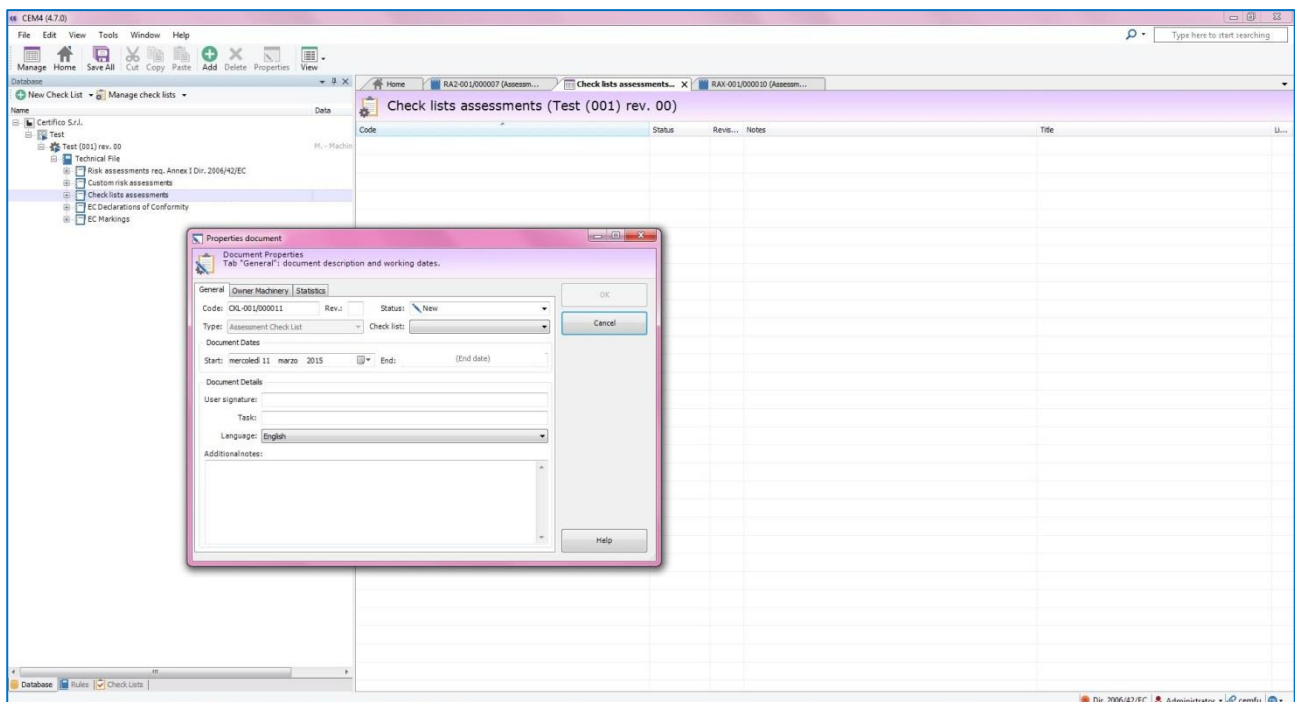 CEM4 (4.7.0)
File Edit View Tools Window Help
Type here to start searching
Manage Home Save All Cut Copy Paste Add Delete Properties View
Database
Home RA2-001/000007 (Assessm... Check lists assessments... X RAX-001/000010 (Assessm...
New Check List Manage check lists
Check lists assessments (Test (001) rev. 00)
Name Data
Code Status Revis... Notes Title Li...
Certifico S.r.l.
Test
Test (001) rev. 00 M. - Machin
Technical File
Risk assessments req. Annex I Dir. 2006/42/EC
Custom risk assessments
Check lists assessments
EC Declarations of Conformity
EC Markings
Properties document
Document Properties
Tab "General": document description and working dates.
General Owner Machinery Statistics
OK
Code: CKL-001/000011 Rev.: Status: New
Cancel
Type: Assessment Check List Check list:
Document Dates
Start: mercoledì 11 marzo 2015 End: (End date)
Document Details
User signature:
Task:
Language: English
Additionalnotes:
Help
Database Rules Check Lists
Dir. 2006/42/EC Administrator cemfu